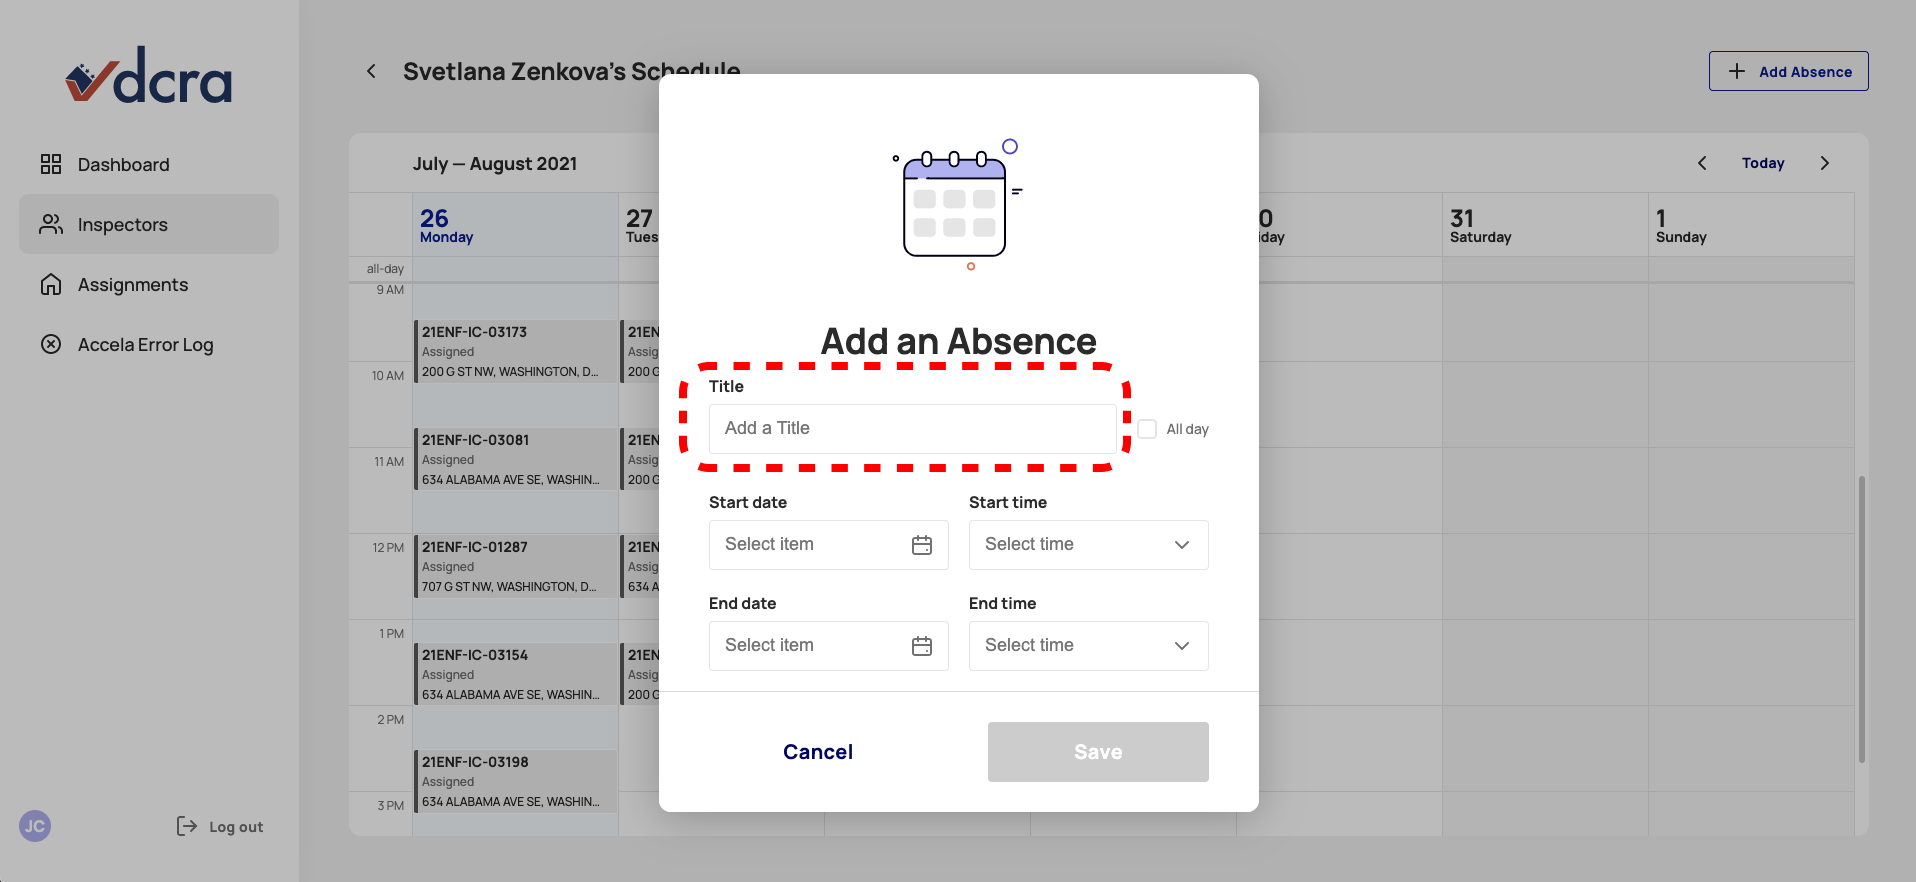 dcra
Dashboard
Inspectors
Assignments
Accela Error Log
JC
Log out
Svetlana Zenkova's Schedule
Add Absence
July — August 2021
Today
26
Monday
27
Tues
0
day
31
Saturday
1
Sunday
all-day
9 AM
10 AM
11 AM
12 PM
1 PM
2 PM
3 PM
21ENF-IC-03173
Assigned
200 G ST NW, WASHINGTON, D...
21ENF-IC-03081
Assigned
634 ALABAMA AVE SE, WASHIN...
21ENF-IC-01287
Assigned
707 G ST NW, WASHINGTON, D...
21ENF-IC-03154
Assigned
634 ALABAMA AVE SE, WASHIN...
21ENF-IC-03198
Assigned
634 ALABAMA AVE SE, WASHIN...
21EN
Assig
200 G
21EN
Assig
200 G
21EN
Assig
634 A
21EN
Assig
200 G
Add an Absence
Title
Add a Title
All day
Start date
Start time
Select item
Select time
End date
End time
Select item
Select time
Cancel
Save